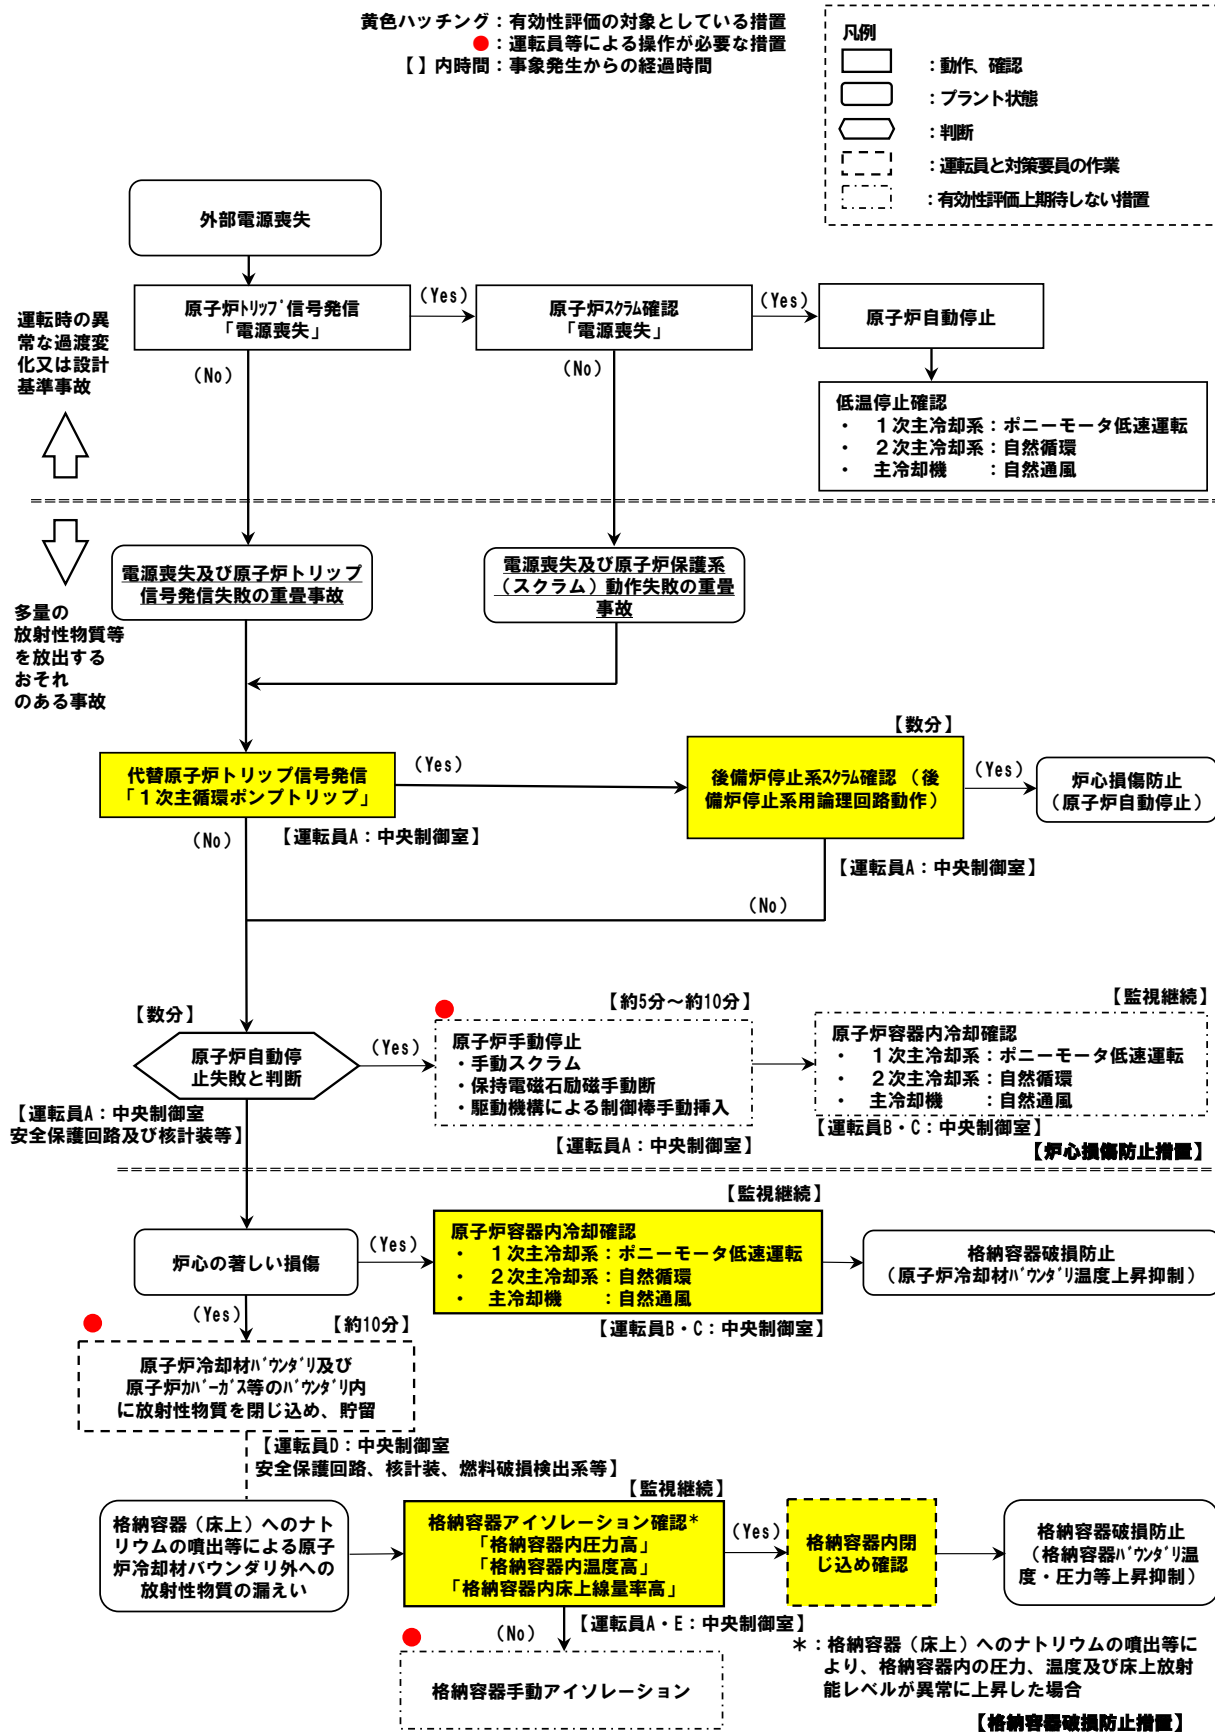 黄色ハッチング：有効性評価の対象としている措置
●：運転員等による操作が必要な措置
【 】内時間：事象発生からの経過時間
凡例
：動作、確認
：プラント状態
：判断
：運転員と対策要員の作業
：有効性評価上期待しない措置
外部電源喪失
原子炉ﾄﾘｯﾌﾟ信号発信
「電源喪失」
（Yes）
原子炉ｽｸﾗﾑ確認
「電源喪失」
（Yes）
原子炉自動停止
（No）
（No）
運転時の異
常な過渡変
化又は設計
基準事故
低温停止確認
・ １次主冷却系：ポニーモータ低速運転
・ ２次主冷却系：自然循環
・ 主冷却機 ：自然通風
電源喪失及び原子炉トリップ
信号発信失敗の重畳事故
電源喪失及び原子炉保護系
（スクラム）動作失敗の重畳
事故
多量の
放射性物質等
を放出する
おそれ
のある事故
【数分】
代替原子炉トリップ信号発信
「１次主循環ポンプトリップ」
（Yes）
後備炉停止系ｽｸﾗﾑ確認（後
備炉停止系用論理回路動作）
（Yes）
炉心損傷防止
（原子炉自動停止）
（No）
【運転員A：中央制御室】
【運転員A：中央制御室】
（No）
【数分】
原子炉自動停
止失敗と判断
（Yes）
【運転員A：中央制御室
安全保護回路及び核計装等】
【約5分～約10分】
原子炉手動停止
・手動スクラム
・保持電磁石励磁手動断
・駆動機構による制御棒手動挿入
【運転員A：中央制御室】
【監視継続】
原子炉容器内冷却確認
・ １次主冷却系：ポニーモータ低速運転
・ ２次主冷却系：自然循環
・ 主冷却機 ：自然通風
【運転員B・C：中央制御室】
【炉心損傷防止措置】
【監視継続】
炉心の著しい損傷
（Yes）
原子炉容器内冷却確認
・ １次主冷却系：ポニーモータ低速運転
・ ２次主冷却系：自然循環
・ 主冷却機 ：自然通風
【運転員B・C：中央制御室】
格納容器破損防止
（原子炉冷却材ﾊﾞｳﾝﾀﾞﾘ温度上昇抑制）
（Yes）
【約10分】
原子炉冷却材ﾊﾞｳﾝﾀﾞﾘ及び
原子炉ｶﾊﾞｰｶﾞｽ等のﾊﾞｳﾝﾀﾞﾘ内
に放射性物質を閉じ込め、貯留
【運転員D：中央制御室
安全保護回路、核計装、燃料破損検出系等】
【監視継続】
格納容器（床上）へのナト
リウムの噴出等による原子
炉冷却材バウンダリ外への
放射性物質の漏えい
格納容器アイソレーション確認*
「格納容器内圧力高」
「格納容器内温度高」
「格納容器内床上線量率高」
（Yes）
格納容器内閉
じ込め確認
格納容器破損防止
（格納容器ﾊﾞｳﾝﾀﾞﾘ温
度・圧力等上昇抑制）
【運転員A・E：中央制御室】
（No）
格納容器手動アイソレーション
＊：格納容器（床上）へのナトリウムの噴出等に
より、格納容器内の圧力、温度及び床上放射
能レベルが異常に上昇した場合
【格納容器破損防止措置】